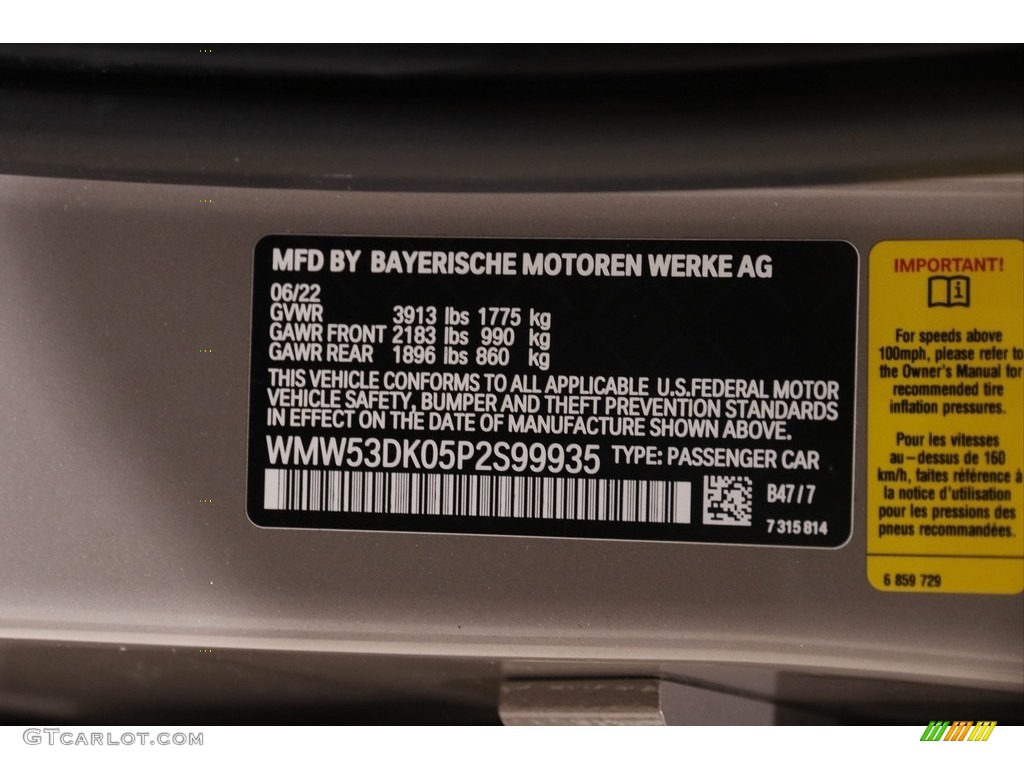 MFD BY BAYERISCHE MOTOREN WERKE AG
06/22
GVWR 3913 lbs 1775 kg
GAWR FRONT 2183 lbs 990 kg
GAWR REAR 1896 lbs 860 kg
THIS VEHICLE CONFORMS TO ALL APPLICABLE U.S.FEDERAL MOTOR
VEHICLE SAFETY, BUMPER AND THEFT PREVENTION STANDARDS
IN EFFECT ON THE DATE OF MANUFACTURE SHOWN ABOVE.
WMW53DK05P2S99935 TYPE: PASSENGER CAR
B47/7
7 315 814
IMPORTANT!
For speeds above
100mph, please refer to
the Owner's Manual for
recommended tire
inflation pressures.
Pour les vitesses
au-dessus de 160
km/h, faites référence à
la notice d'utilisation
pour les pressions des
pneus recommandées.
6 859 729
GTCARLOT.COM